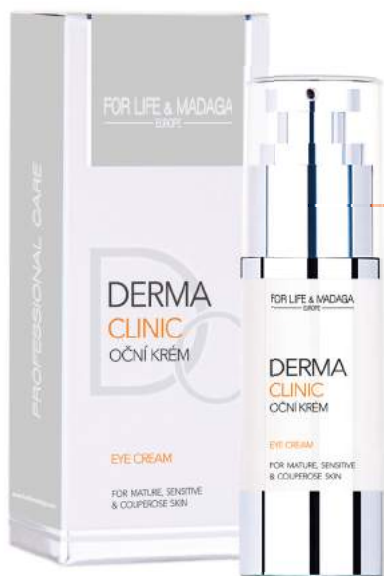 FOR LIFE & MADAGA
EUROPE
PROFESSIONAL CARE
Dc
DERMA
CLINIC
OČNÍ KRÉM
EYE CREAM
FOR MATURE, SENSITIVE
& COUPEROSE SKIN
FOR LIFE & MADAGA
EUROPE
DERMA
CLINIC
OČNÍ KRÉM
EYE CREAM
FOR MATURE, SENSITIVE
& COUPEROSE SKIN